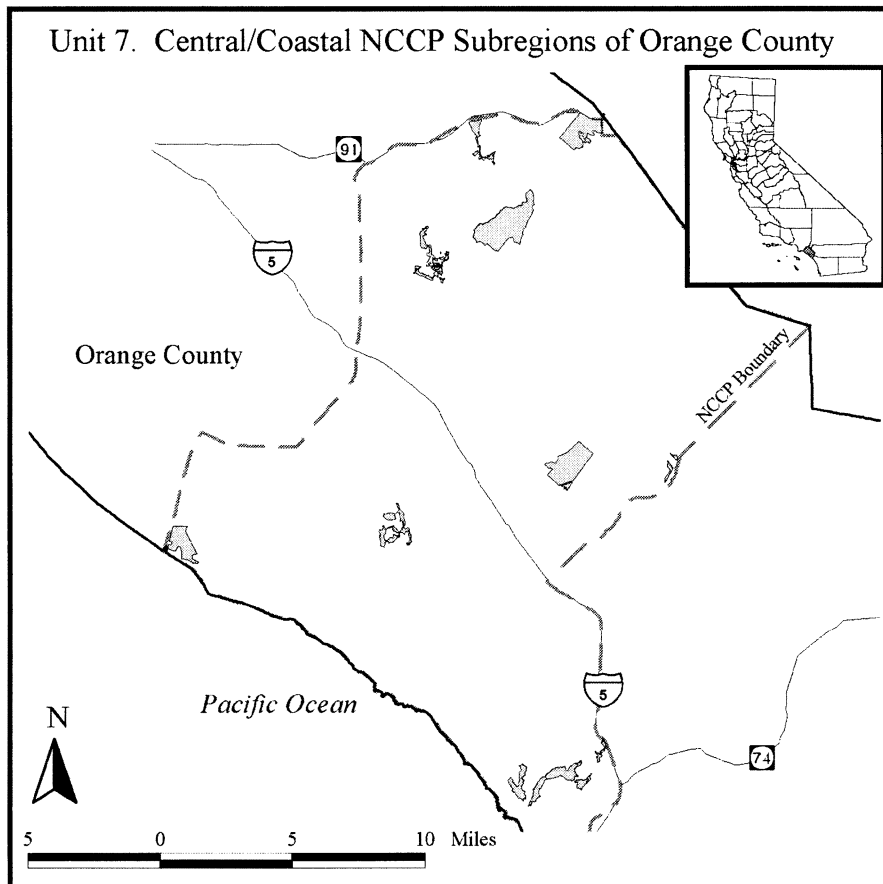 Unit 7. Central/Coastal NCCP Subregions of Orange County
91
5
Orange County
NCCP Boundary
Pacific Ocean
5
N
74
5 0 5 10 Miles